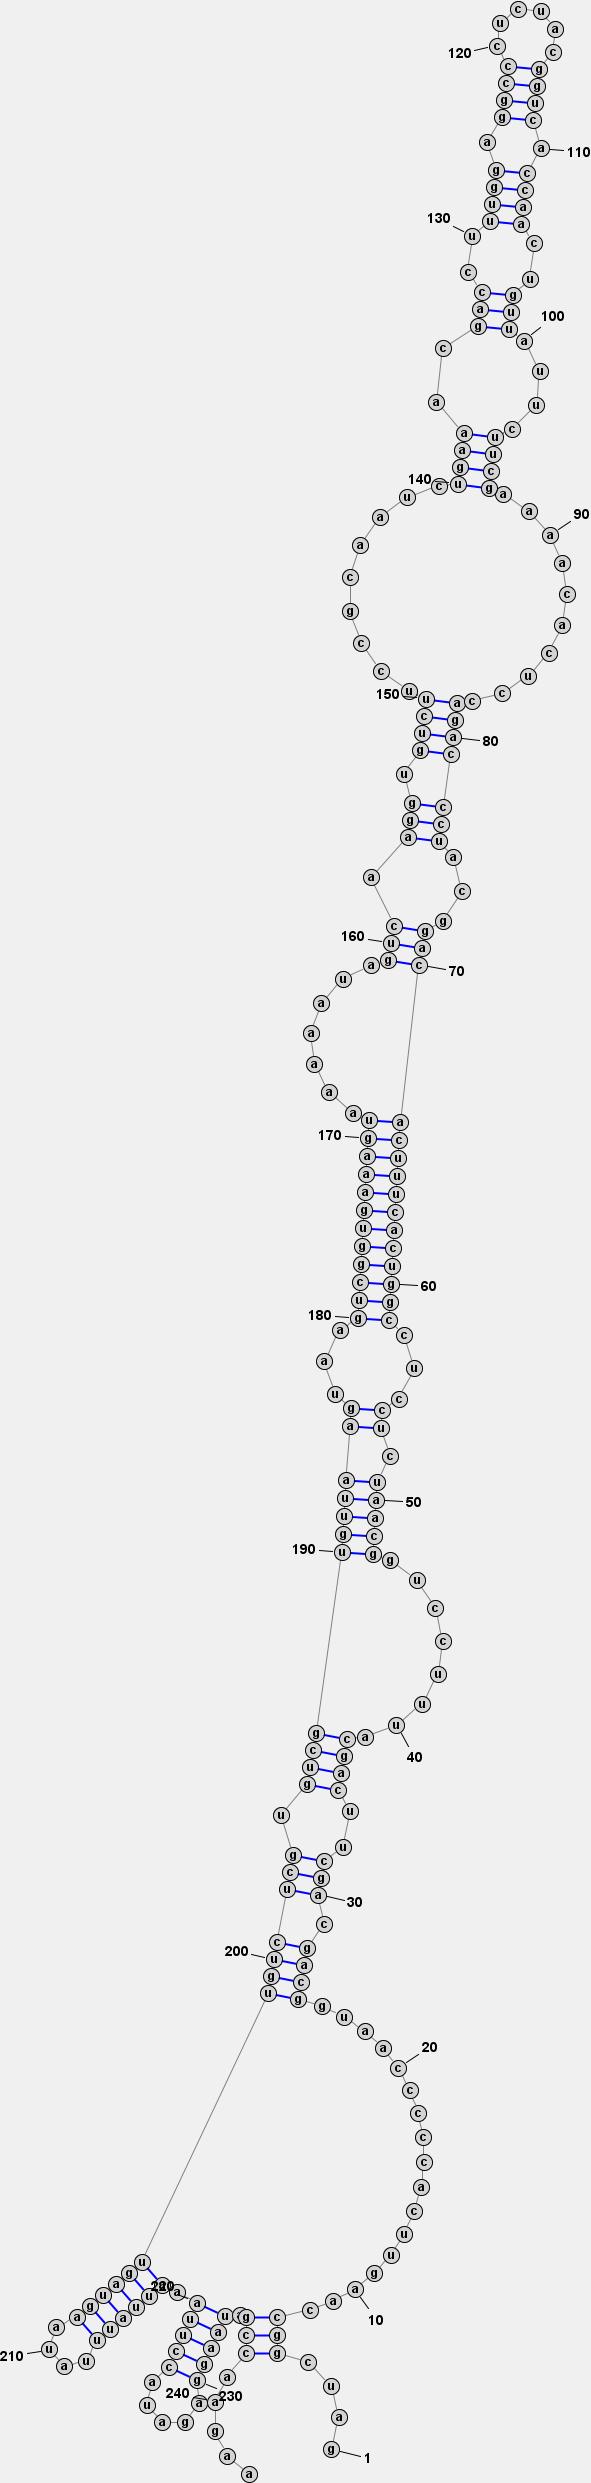 c u
u a
120 c c
c g
c g
g u
g c
a a 110
g c
g c
u a
u a
130 u c
c u
c g
a u
g u a 100
c u
a u
c
a u
a u
g c
140 c u g a
u a
a a 90
a a
c c
g a
c c
c u
u c
150 u a c
c g
u a 80
g c
u
g c
g c
a u
a
a c
c g g
160 u a
a g c 70
u
a
a
a
a
a u a
170 g c
a u
a u
a u
g c
u a
g c
g u
c g 60
u g
180 g c
a c
a u
u c
g c
a u
c
a u
u a 50
u a
g c
190 u g g
u
c
c
u
u
u 40
g c a
c g
u a
g c
u u
u
g c
c g
u a 30
c
c g
200 u a
g c
u g g
u
a
a
c 20
c
c
c
c
a
c
u
u
u
g g
a a
u u a 10
g u a c
a a u g c
a u u a c g
210 u u g c g
a u c g a c
a a u
u c a a
g 240 230
a g
g 1
a
a